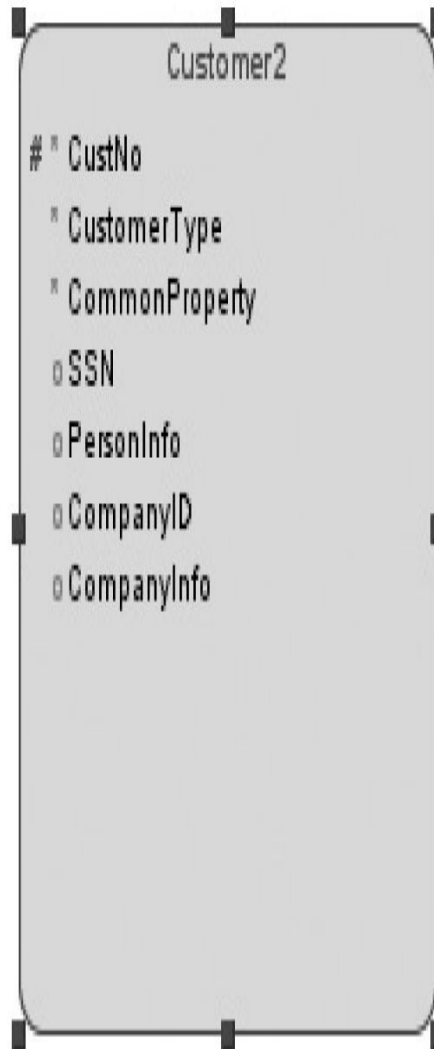 Customer2
# * CustNo
* CustomerType
* CommonProperty
o SSN
o PersonInfo
o CompanyID
o CompanyInfo